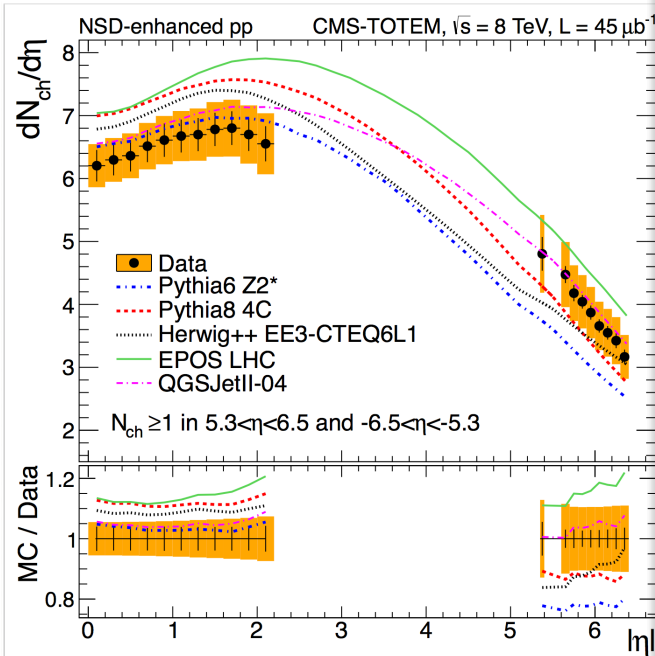 NSD-enhanced pp CMS-TOTEM, √s = 8 TeV, L = 45 μb⁻¹
dN_ch/dη
8
7
6
5
4
3
2
Data
Pythia6 Z2*
Pythia8 4C
Herwig++ EE3-CTEQ6L1
EPOS LHC
QGSJetII-04
N_ch ≥1 in 5.3<η<6.5 and -6.5<η<-5.3
MC / Data
1.2
1
0.8
0 1 2 3 4 5 6 |η|